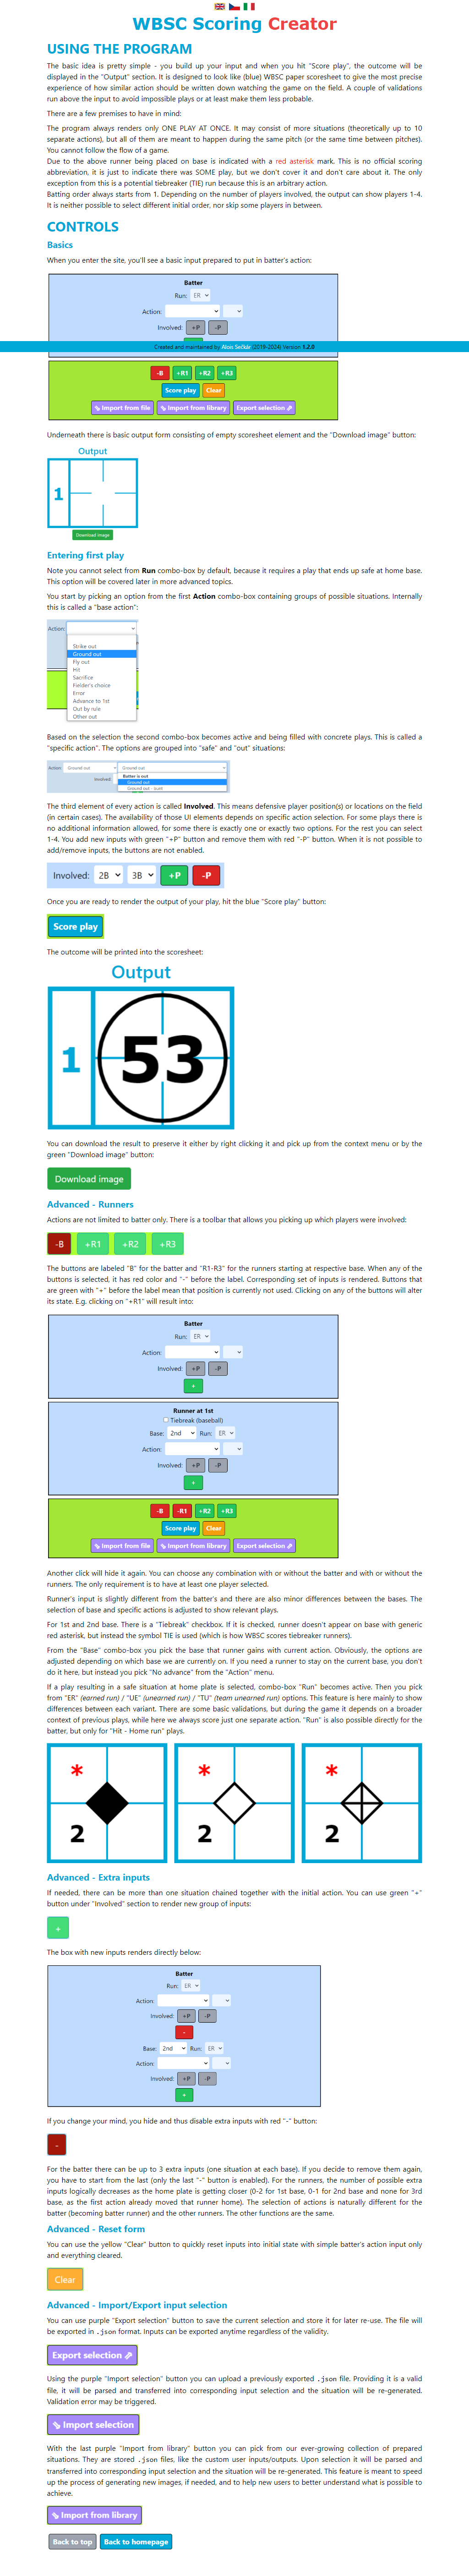 WBSC Scoring Creator
USING THE PROGRAM
The basic idea is pretty simple - you build up your input and when you hit "Score play", the outcome will be
displayed in the "Output" section. It is designed to look like (blue) WBSC paper scoresheet to give the most precise
experience of how similar action should be written down watching the game on the field. A couple of validations
run above the input to avoid impossible plays or at least make them less probable.
There are a few premises to have in mind:
The program always renders only ONE PLAY AT ONCE. It may consist of more situations (theoretically up to 10
separate actions), but all of them are meant to happen during the same pitch (or the same time between pitches).
You cannot follow the flow of a game.
Due to the above runner being placed on base is indicated with a red asterisk mark. This is no official scoring
abbreviation, it is just to indicate there was SOME play, but we don't cover it and don't care about it. The only
exception from this is a potential tiebreaker (TIE) run because this is an arbitrary action.
Batting order always starts from 1. Depending on the number of players involved, the output can show players 1-4.
It is neither possible to select different initial order, nor skip some players in between.
CONTROLS
Basics
When you enter the site, you'll see a basic input prepared to put in batter's action:
Batter
Run: ER
Action:
Involved: +P -P
Created and maintained by Alois Sečkár (2019-2024) Version 1.2.0
-B +R1 +R2 +R3
Score play Clear
Import from file Import from library Export selection
Underneath there is basic output form consisting of empty scoresheet element and the "Download image" button:
Output
1
Download image
Entering first play
Note you cannot select from Run combo-box by default, because it requires a play that ends up safe at home base.
This option will be covered later in more advanced topics.
You start by picking an option from the first Action combo-box containing groups of possible situations. Internally
this is called a "base action":
Action:
Strike out
Ground out
Fly out
Hit
Sacrifice
Fielder's choice
Error
Advance to 1st
Out by rule
Other out
Based on the selection the second combo-box becomes active and being filled with concrete plays. This is called a
"specific action". The options are grouped into "safe" and "out" situations:
Action: Ground out Ground out
Involved: Batter is out
Ground out
Ground out - bunt
The third element of every action is called Involved. This means defensive player position(s) or locations on the field
(in certain cases). The availability of those UI elements depends on specific action selection. For some plays there is
no additional information allowed, for some there is exactly one or exactly two options. For the rest you can select
1-4. You add new inputs with green "+P" button and remove them with red "-P" button. When it is not possible to
add/remove inputs, the buttons are not enabled.
Involved: 2B 3B +P -P
Once you are ready to render the output of your play, hit the blue "Score play" button:
Score play
The outcome will be printed into the scoresheet:
Output
1 53
You can download the result to preserve it either by right clicking it and pick up from the context menu or by the
green "Download image" button:
Download image
Advanced - Runners
Actions are not limited to batter only. There is a toolbar that allows you picking up which players were involved:
-B +R1 +R2 +R3
The buttons are labeled "B" for the batter and "R1-R3" for the runners starting at respective base. When any of the
buttons is selected, it has red color and "-" before the label. Corresponding set of inputs is rendered. Buttons that
are green with "+" before the label mean that position is currently not used. Clicking on any of the buttons will alter
its state. E.g. clicking on "+R1" will result into:
Batter
Run: ER
Action:
Involved: +P -P
+
Runner at 1st
Tiebreak (baseball)
Base: 2nd Run: ER
Action:
Involved: +P -P
+
-B -R1 +R2 +R3
Score play Clear
Import from file Import from library Export selection
Another click will hide it again. You can choose any combination with or without the batter and with or without the
runners. The only requirement is to have at least one player selected.
Runner's input is slightly different from the batter's and there are also minor differences between the bases. The
selection of base and specific actions is adjusted to show relevant plays.
For 1st and 2nd base. There is a "Tiebreak" checkbox. If it is checked, runner doesn't appear on base with generic
red asterisk, but instead the symbol TIE is used (which is how WBSC scores tiebreaker runners).
From the "Base" combo-box you pick the base that runner gains with current action. Obviously, the options are
adjusted depending on which base we are currently on. If you need a runner to stay on the current base, you don't
do it here, but instead you pick "No advance" from the "Action" menu.
If a play resulting in a safe situation at home plate is selected, combo-box "Run" becomes active. Then you pick
from "ER" (earned run) / "UE" (unearned run) / "TU" (team unearned run) options. This feature is here mainly to show
differences between each variant. There are some basic validations, but during the game it depends on a broader
context of previous plays, while here we always score just one separate action. "Run" is also possible directly for the
batter, but only for "Hit - Home run" plays.
* 2 * 2 * 2
Advanced - Extra inputs
If needed, there can be more than one situation chained together with the initial action. You can use green "+"
button under "Involved" section to render new group of inputs:
+
The box with new inputs renders directly below:
Batter
Run: ER
Action:
Involved: +P -P
-
Base: 2nd Run: ER
Action:
Involved: +P -P
+
If you change your mind, you hide and thus disable extra inputs with red "-" button:
-
For the batter there can be up to 3 extra inputs (one situation at each base). If you decide to remove them again,
you have to start from the last (only the last "-" button is enabled). For the runners, the number of possible extra
inputs logically decreases as the home plate is getting closer (0-2 for 1st base, 0-1 for 2nd base and none for 3rd
base, as the first action already moved that runner home). The selection of actions is naturally different for the
batter (becoming batter runner) and the other runners. The other functions are the same.
Advanced - Reset form
You can use the yellow "Clear" button to quickly reset inputs into initial state with simple batter's action input only
and everything cleared.
Clear
Advanced - Import/Export input selection
You can use purple "Export selection" button to save the current selection and store it for later re-use. The file will
be exported in .json format. Inputs can be exported anytime regardless of the validity.
Export selection
Using the purple "Import selection" button you can upload a previously exported .json file. Providing it is a valid
file, it will be parsed and transferred into corresponding input selection and the situation will be re-generated.
Validation error may be triggered.
Import selection
With the last purple "Import from library" button you can pick from our ever-growing collection of prepared
situations. They are stored .json files, like the custom user inputs/outputs. Upon selection it will be parsed and
transferred into corresponding input selection and the situation will be re-generated. This feature is meant to speed
up the process of generating new images, if needed, and to help new users to better understand what is possible to
achieve.
Import from library
Back to top Back to homepage